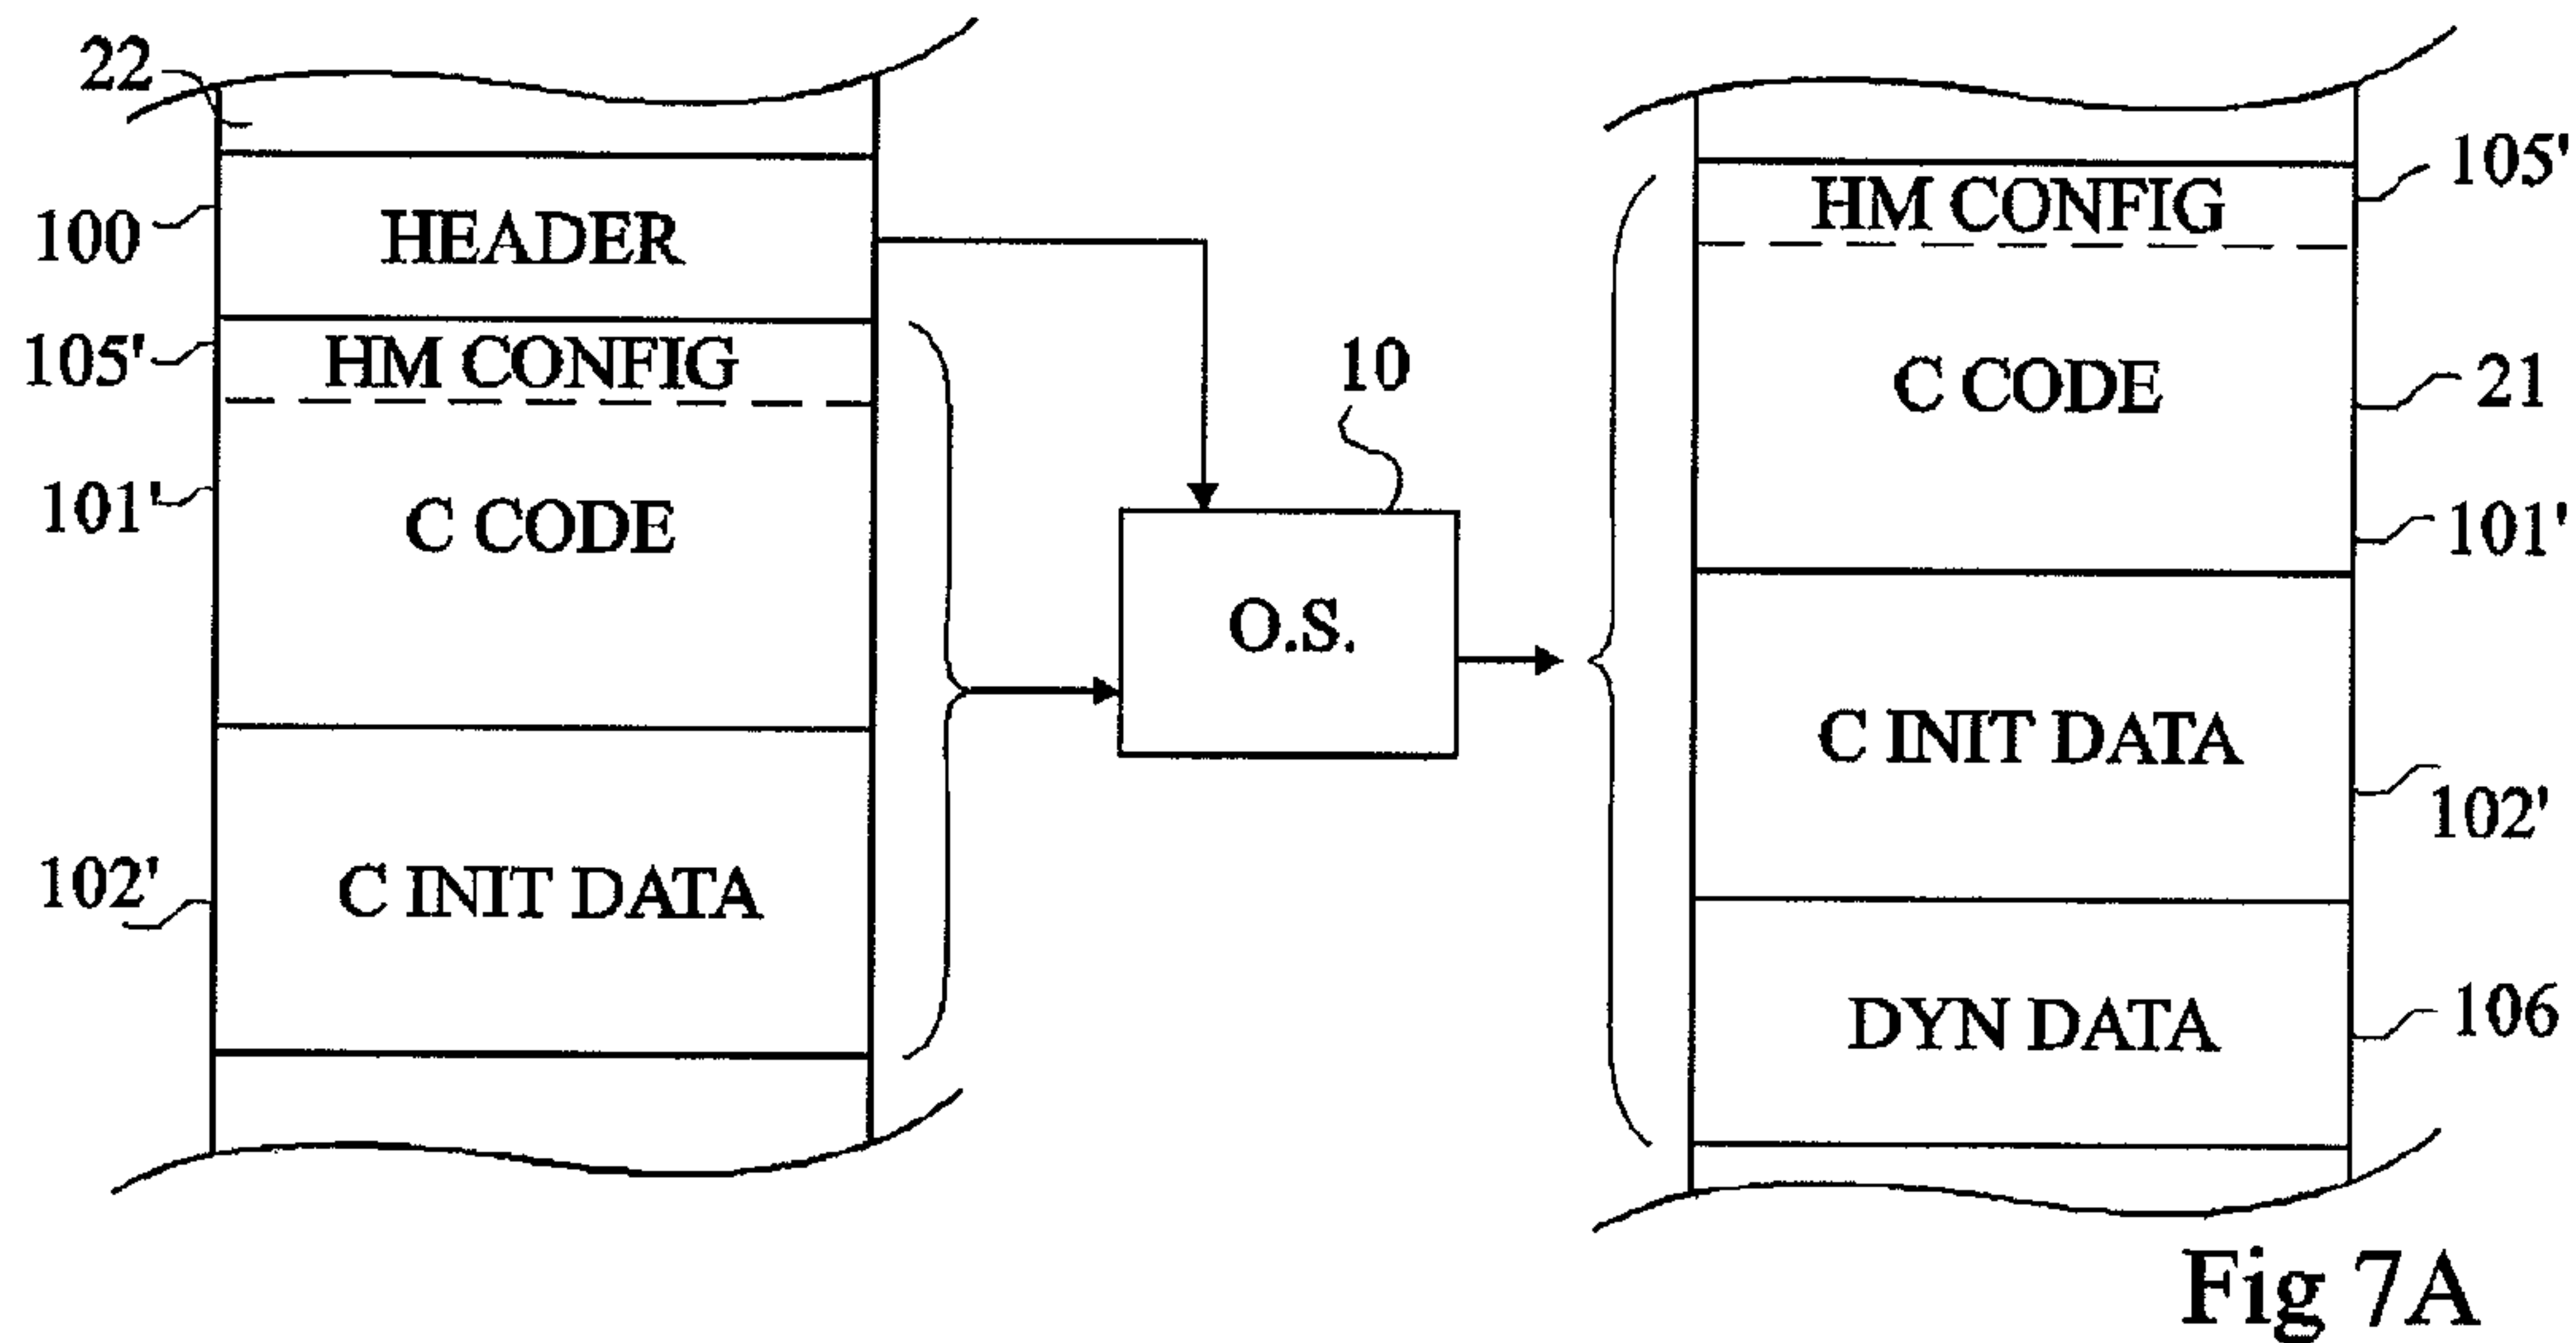 22
100
HEADER
105'
HM CONFIG
101'
C CODE
102'
C INIT DATA
10
O.S.
HM CONFIG
105'
C CODE
21
101'
C INIT DATA
102'
DYN DATA
106
Fig 7A